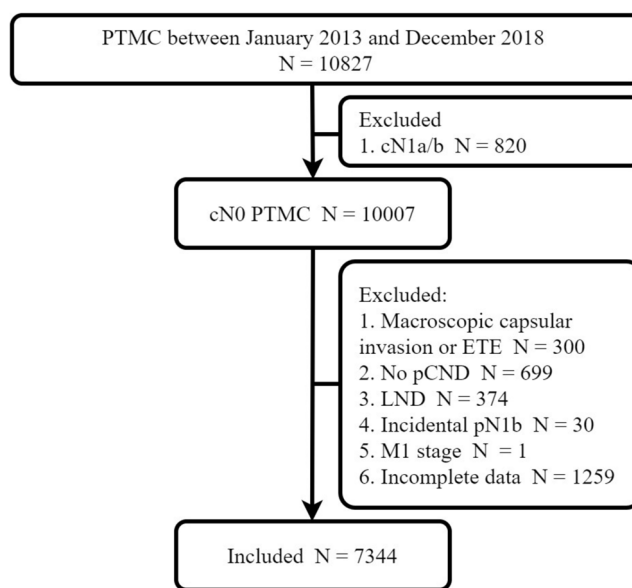 PTMC between January 2013 and December 2018
N = 10827
Excluded
1. cN1a/b N = 820
cN0 PTMC N = 10007
Excluded:
1. Macroscopic capsular
invasion or ETE N = 300
2. No pCND N = 699
3. LND N = 374
4. Incidental pN1b N = 30
5. M1 stage N = 1
6. Incomplete data N = 1259
Included N = 7344